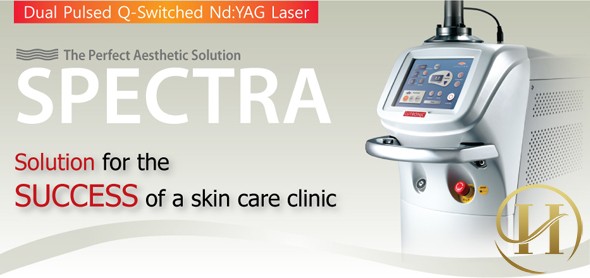 Dual Pulsed Q-Switched Nd:YAG Laser
The Perfect Aesthetic Solution
SPECTRA
Solution for the
SUCCESS of a skin care clinic
LUTRONIC
H